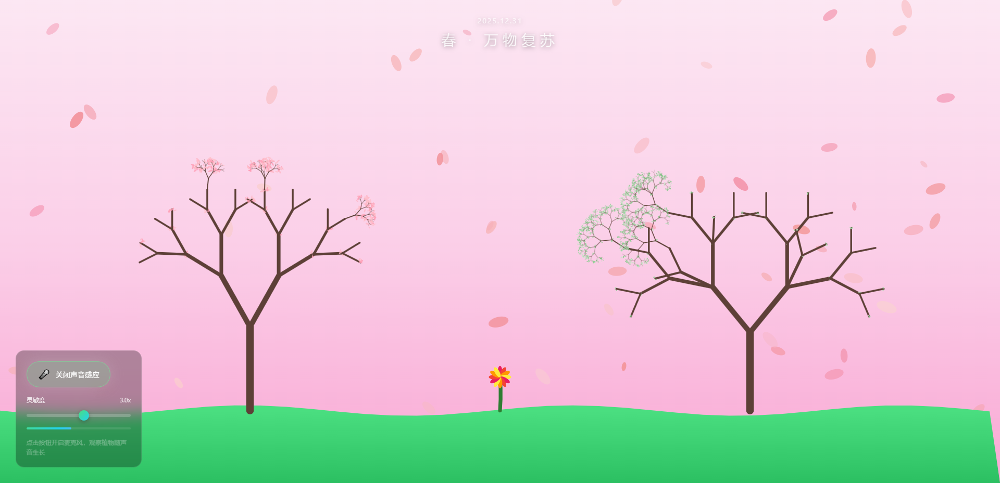 2025.12.31
春 · 万物复苏
关闭声音感应
灵敏度
3.0x
点击按钮开启麦克风，观察植物随声
音生长